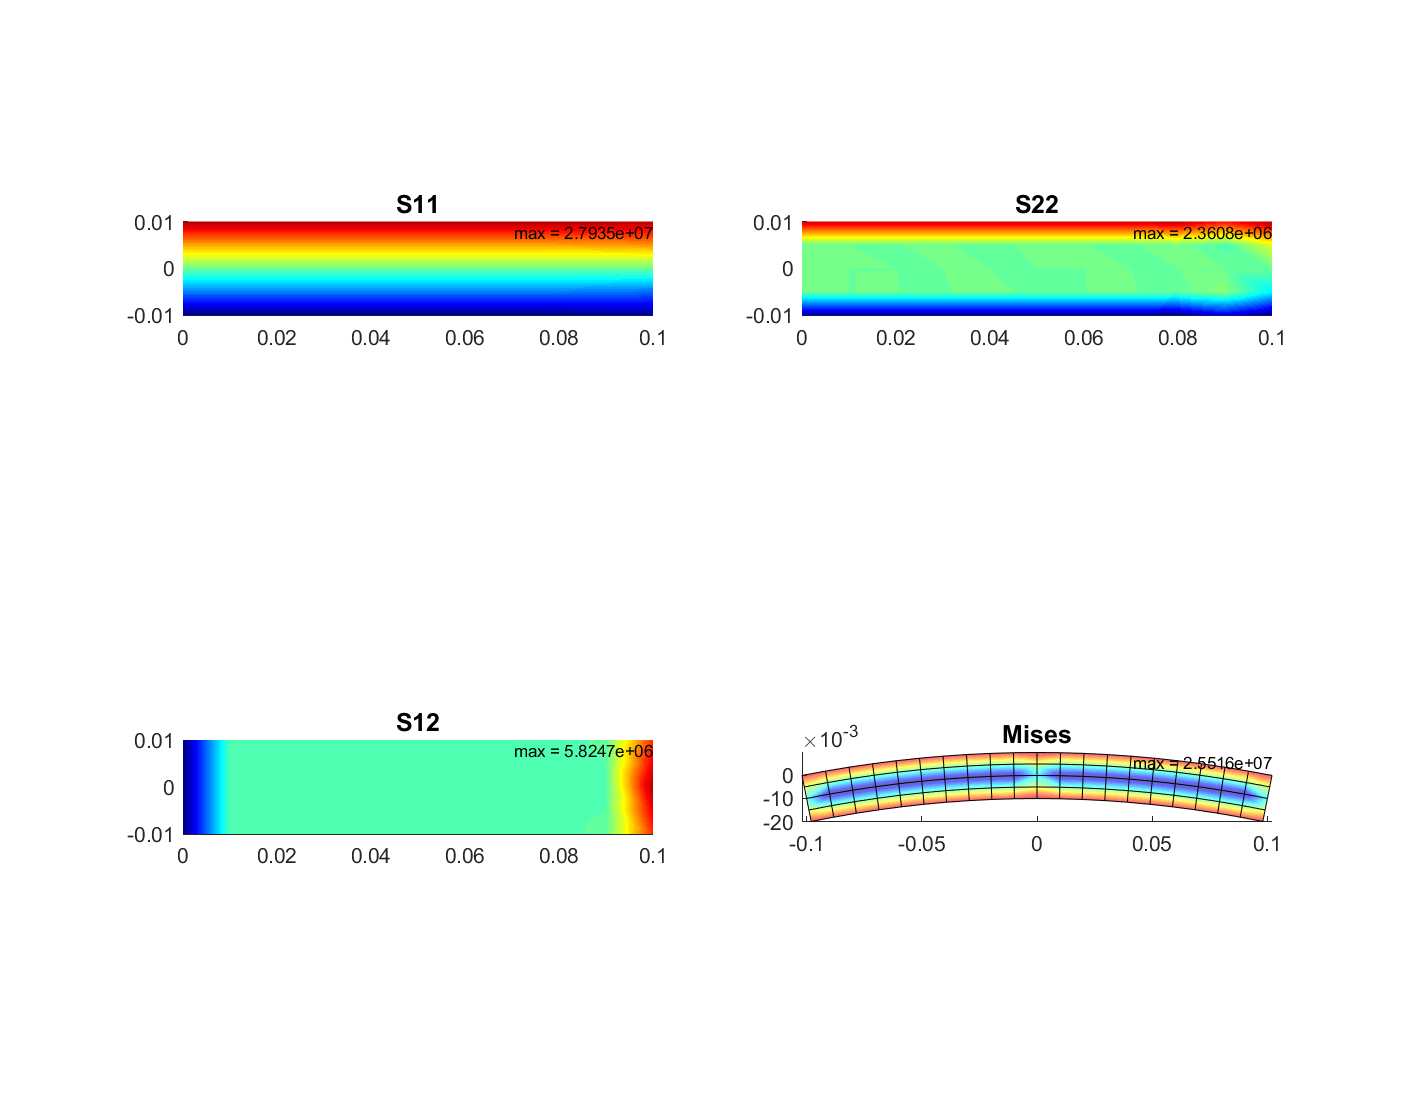 S11
0.01
max = 2.7935e+07
0
-0.01
0 0.02 0.04 0.06 0.08 0.1
S22
0.01
max = 2.3608e+06
0
-0.01
0 0.02 0.04 0.06 0.08 0.1
S12
0.01
max = 5.8247e+06
0
-0.01
0 0.02 0.04 0.06 0.08 0.1
Mises
×10-3
max = 2.5516e+07
0
-10
-20
-0.1 -0.05 0 0.05 0.1